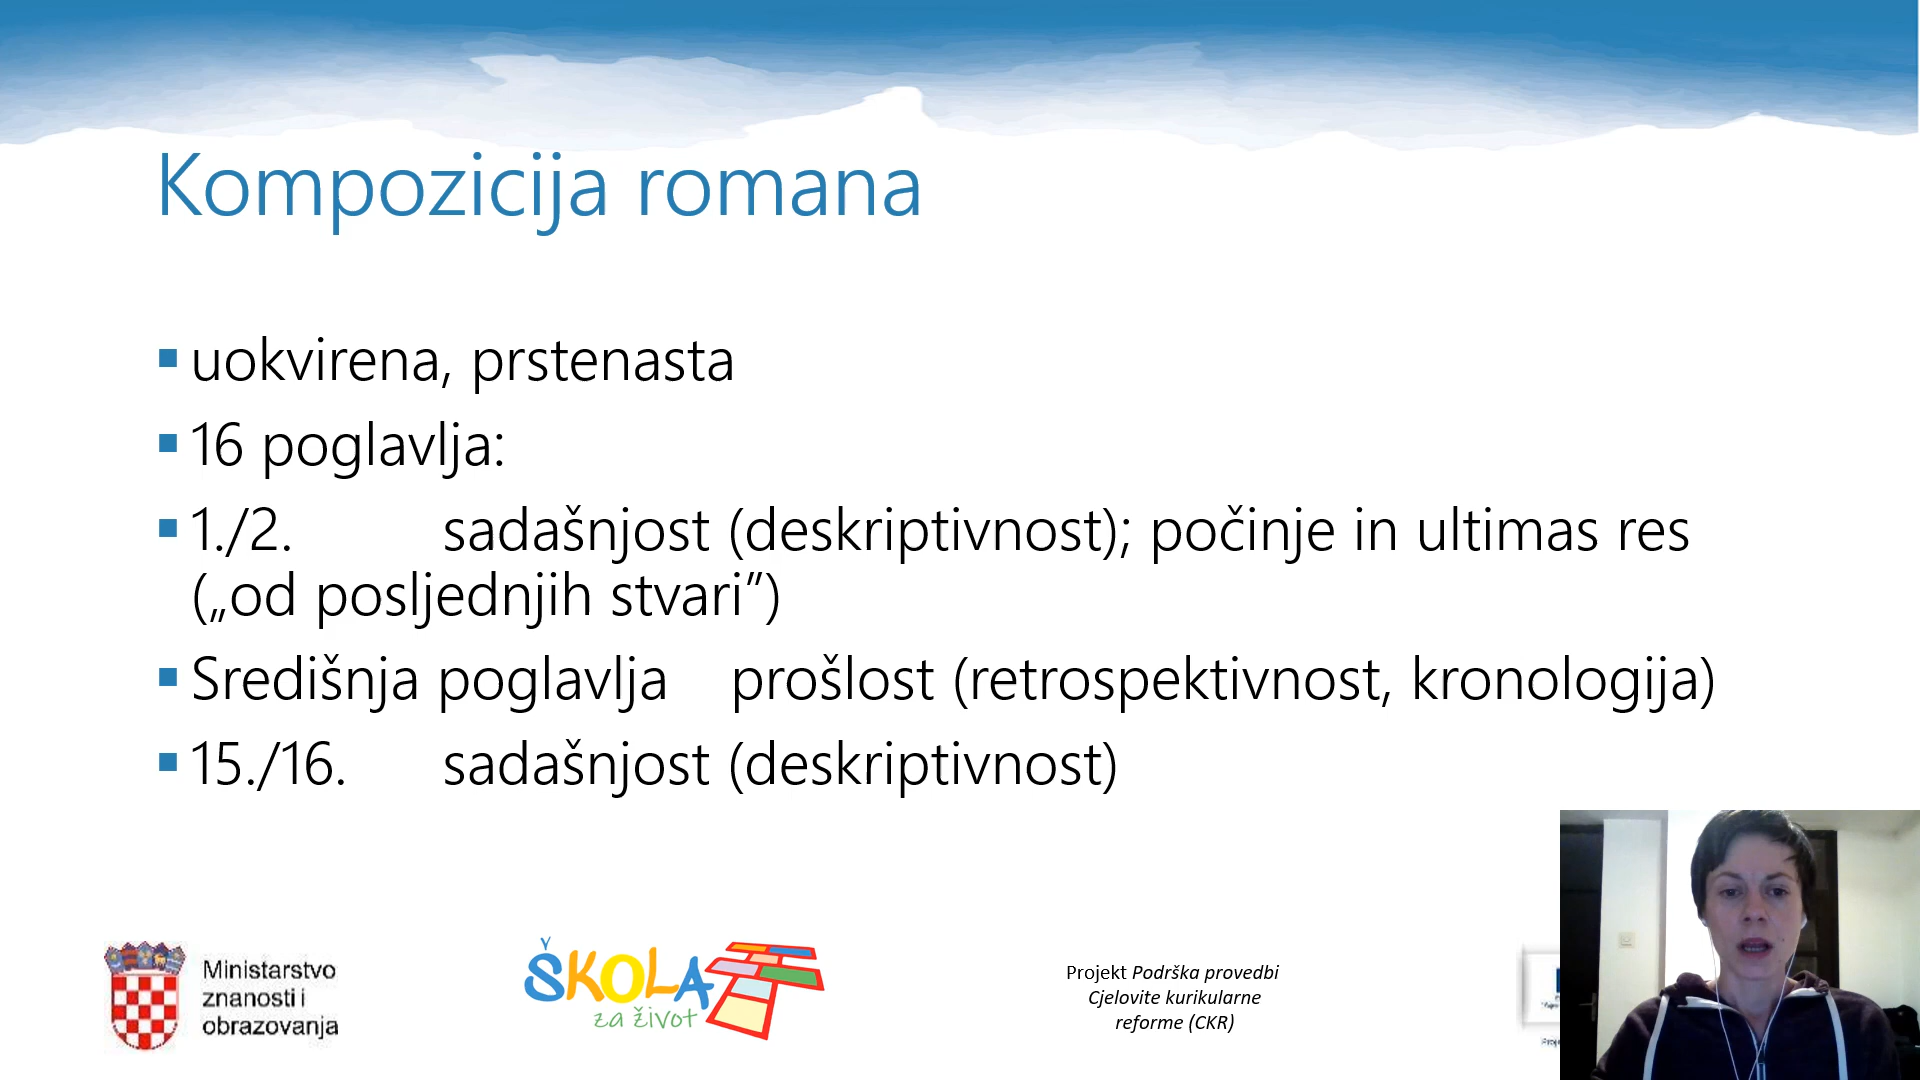 Kompozicija romana
uokvirena, prstenasta
16 poglavlja:
1./2. sadašnjost (deskriptivnost); počinje in ultimas res
(„od posljednjih stvari”)
Središnja poglavlja prošlost (retrospektivnost, kronologija)
15./16. sadašnjost (deskriptivnost)
Ministarstvo
znanosti i
obrazovanja
ŠKOLA
za život
Projekt Podrška provedbi
Cjelovite kurikularne
reforme (CKR)